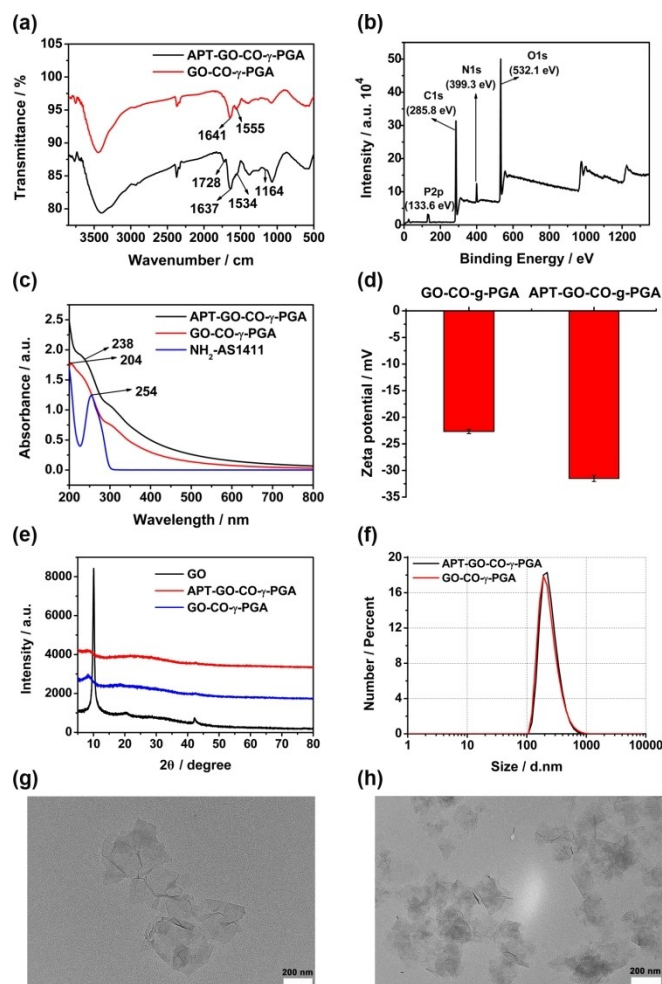 (a)
APT-GO-CO-γ-PGA
GO-CO-γ-PGA
Transmittance / %
100
95
90
85
80
1641
1555
1728
1637
1534
1164
3500 3000 2500 2000 1500 1000 500
Wavenumber / cm
(b)
Intensity / a.u. 10⁴
50
40
30
20
10
0
O1s
(532.1 eV)
N1s
(399.3 eV)
C1s
(285.8 eV)
P2p
(133.6 eV)
0 200 400 600 800 1000 1200
Binding Energy / eV
(c)
APT-GO-CO-γ-PGA
GO-CO-γ-PGA
NH₂-AS1411
Absorbance / a.u.
2.5
2.0
1.5
1.0
0.5
0.0
238
204
254
200 300 400 500 600 700 800
Wavelength / nm
(d)
GO-CO-g-PGA APT-GO-CO-g-PGA
Zeta potential / mV
0
-5
-10
-15
-20
-25
-30
-35
(e)
GO
APT-GO-CO-γ-PGA
GO-CO-γ-PGA
Intensity / a.u.
8000
6000
4000
2000
0
10 20 30 40 50 60 70 80
2θ / degree
(f)
APT-GO-CO-γ-PGA
GO-CO-γ-PGA
Number / Percent
20
16
12
8
4
0
1 10 100 1000 10000
Size / d.nm
(g)
200 nm
(h)
200 nm